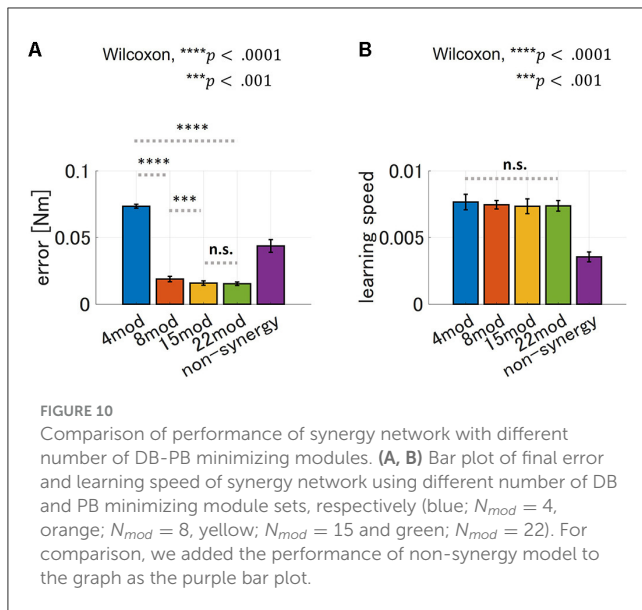 A
Wilcoxon, ****p < .0001
***p < .001
****
****
***
n.s.
0.1
0.05
0
error [Nm]
4mod
8mod
15mod
22mod
non-synergy
B
Wilcoxon, ****p < .0001
***p < .001
n.s.
0.01
0.005
0
learning speed
4mod
8mod
15mod
22mod
non-synergy
FIGURE 10
Comparison of performance of synergy network with different
number of DB-PB minimizing modules. (A, B) Bar plot of final error
and learning speed of synergy network using different number of DB
and PB minimizing module sets, respectively (blue; N_mod = 4,
orange; N_mod = 8, yellow; N_mod = 15 and green; N_mod = 22). For
comparison, we added the performance of non-synergy model to
the graph as the purple bar plot.